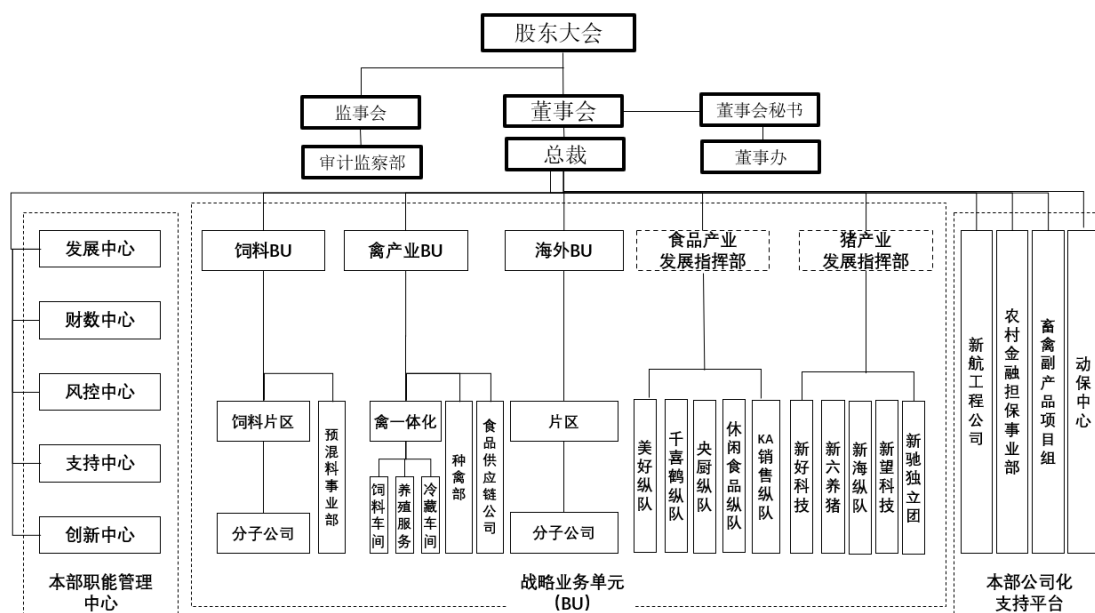 股东大会
监事会
董事会
董事会秘书
审计监察部
总裁
董事办
发展中心
财数中心
风控中心
支持中心
创新中心
本部职能管理
中心
饲料BU
禽产业BU
海外BU
食品产业
发展指挥部
猪产业
发展指挥部
饲料片区
预混料事业部
分子公司
禽一体化
饲料车间
养殖服务
冷藏车间
种禽部
食品供应链公司
片区
分子公司
美好纵队
千喜鹤纵队
央厨纵队
休闲食品纵队
KA销售纵队
新好科技
新六养猪
新海纵队
新望科技
新驰独立团
战略业务单元
(BU)
新航工程公司
农村金融担保事业部
畜禽副产品项目组
动保中心
本部公司化
支持平台